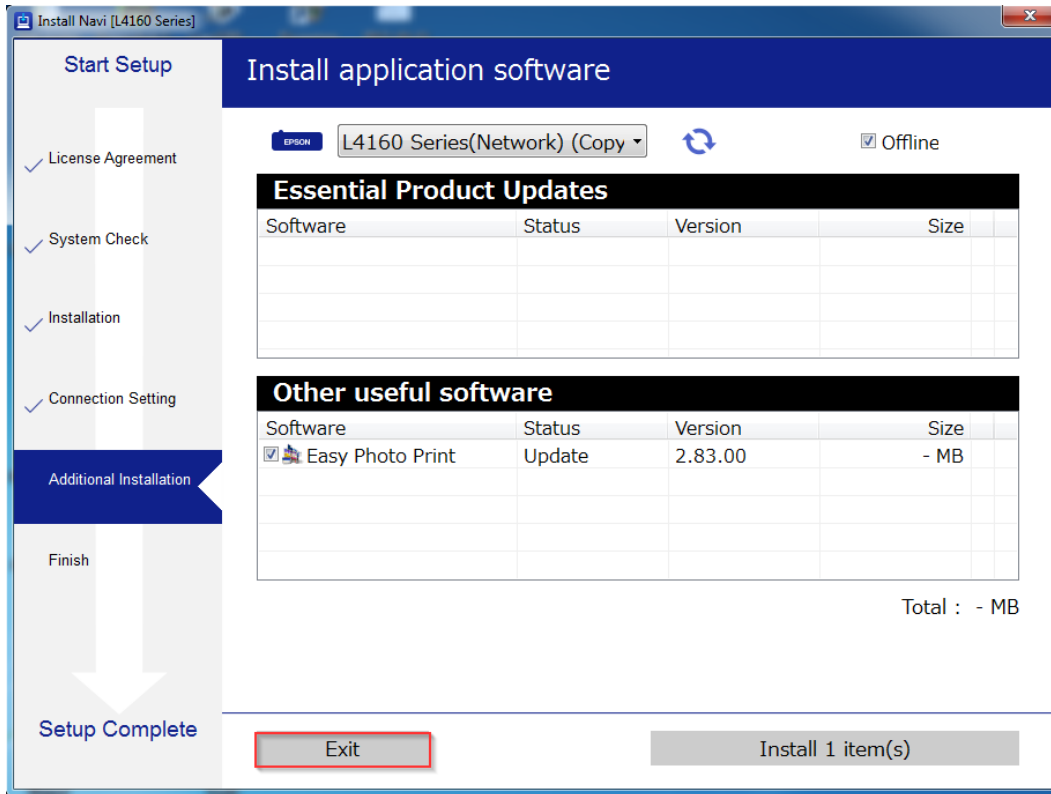 Install Navi [L4160 Series]
x
Start Setup
Install application software
EPSON
L4160 Series(Network) (Copy
Offline
License Agreement
System Check
Installation
Connection Setting
Additional Installation
Finish
Setup Complete
Essential Product Updates
Software Status Version Size
Other useful software
Software Status Version Size
Easy Photo Print Update 2.83.00 - MB
Total : - MB
Exit
Install 1 item(s)